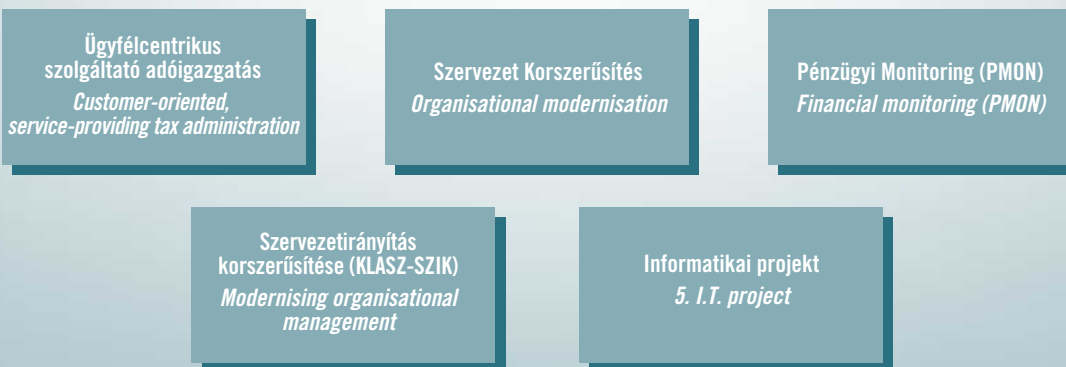 Ügyfélcentrikus
szolgáltató adóigazgatás
Customer-oriented,
service-providing tax administration
Szervezet Korszerűsítés
Organisational modernisation
Pénzügyi Monitoring (PMON)
Financial monitoring (PMON)
Szervezetirányítás
korszerűsítése (KLASZ-SZIK)
Modernising organisational
management
Informatikai projekt
5. I.T. project